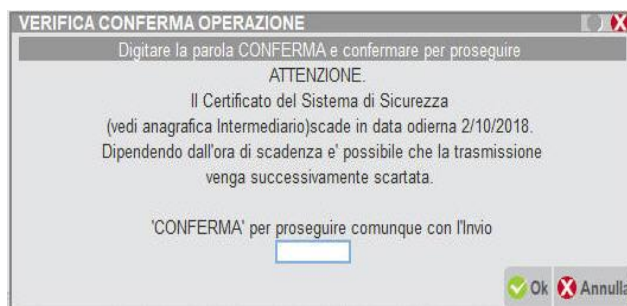 VERIFICA CONFERMA OPERAZIONE
Digitare la parola CONFERMA e confermare per proseguire
ATTENZIONE.
Il Certificato del Sistema di Sicurezza
(vedi anagrafica Intermediario)scade in data odierna 2/10/2018.
Dipendendo dall'ora di scadenza e' possibile che la trasmissione
venga successivamente scartata.
'CONFERMA' per proseguire comunque con l'Invio
Ok Annulla